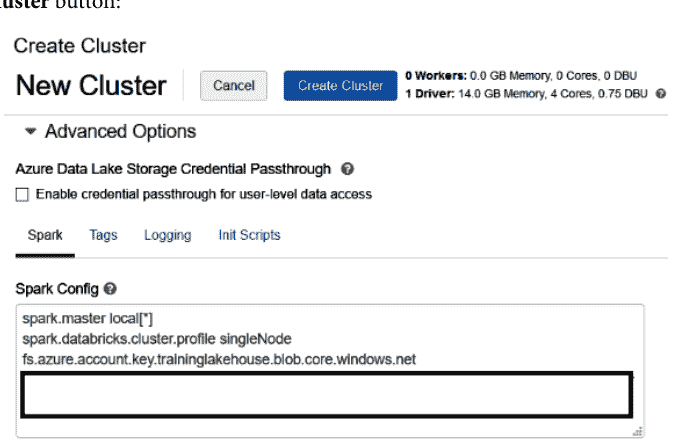 luster button:
Create Cluster
New Cluster Cancel Create Cluster 0 Workers: 0.0 GB Memory, 0 Cores, 0 DBU
1 Driver: 14.0 GB Memory, 4 Cores, 0.75 DBU
Advanced Options
Azure Data Lake Storage Credential Passthrough
Enable credential passthrough for user-level data access
Spark Tags Logging Init Scripts
Spark Config
spark.master local[*]
spark.databricks.cluster.profile singleNode
fs.azure.account.key.traininglakehouse.blob.core.windows.net